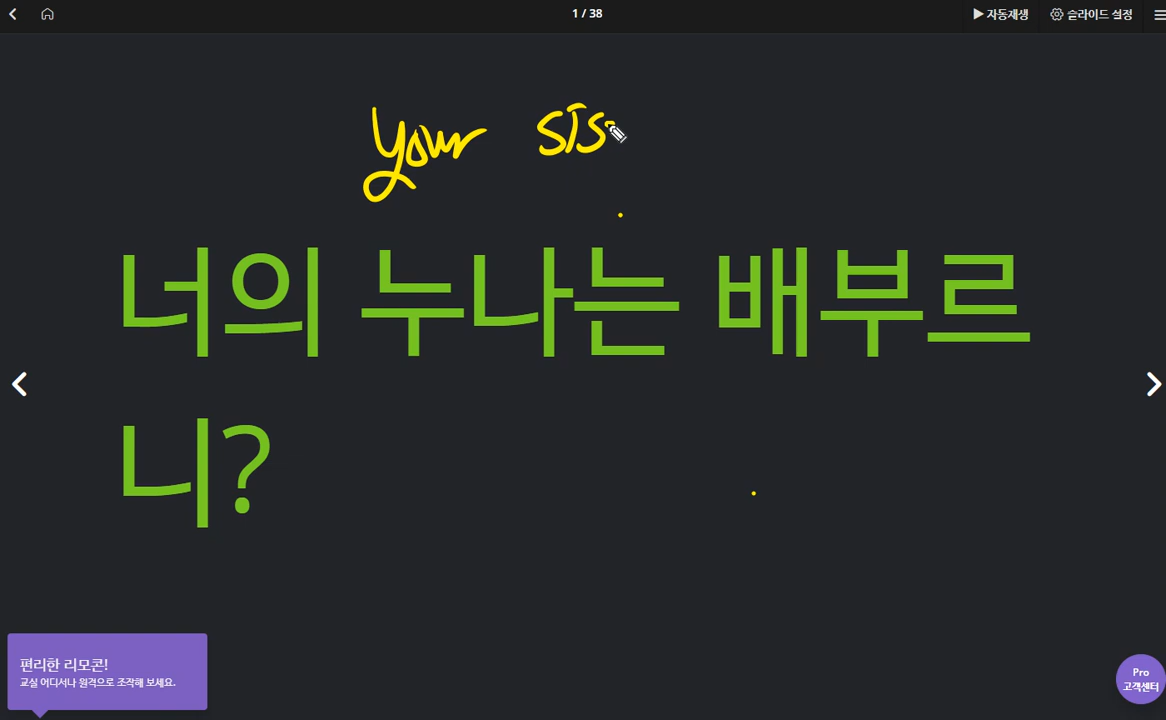 1 / 38
▶ 자동재생
슬라이드 설정
your sis
너의 누나는 배부르
니?
편리한 리모콘!
교실 어디서나 원격으로 조작해 보세요.
Pro
고객센터